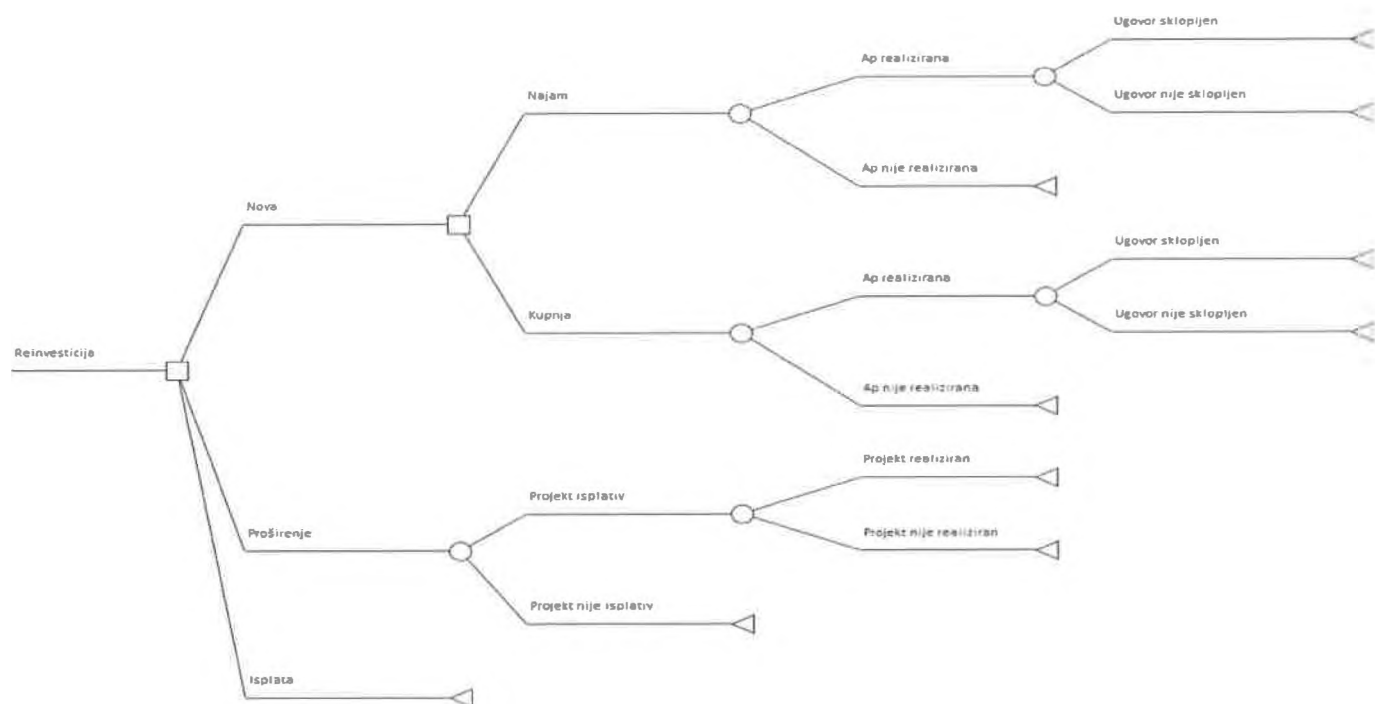 Ugovor sklopljen
Ap realizirana
Ugovor nije sklopljen
Najam
Ap nije realizirana
Nova
Ugovor sklopljen
Ap realizirana
Ugovor nije sklopljen
Kupnja
Reinvesticija
Ap nije realizirana
Projekt realiziran
Projekt isplativ
Projekt nije realiziran
Proširenje
Projekt nije isplativ
Isplata